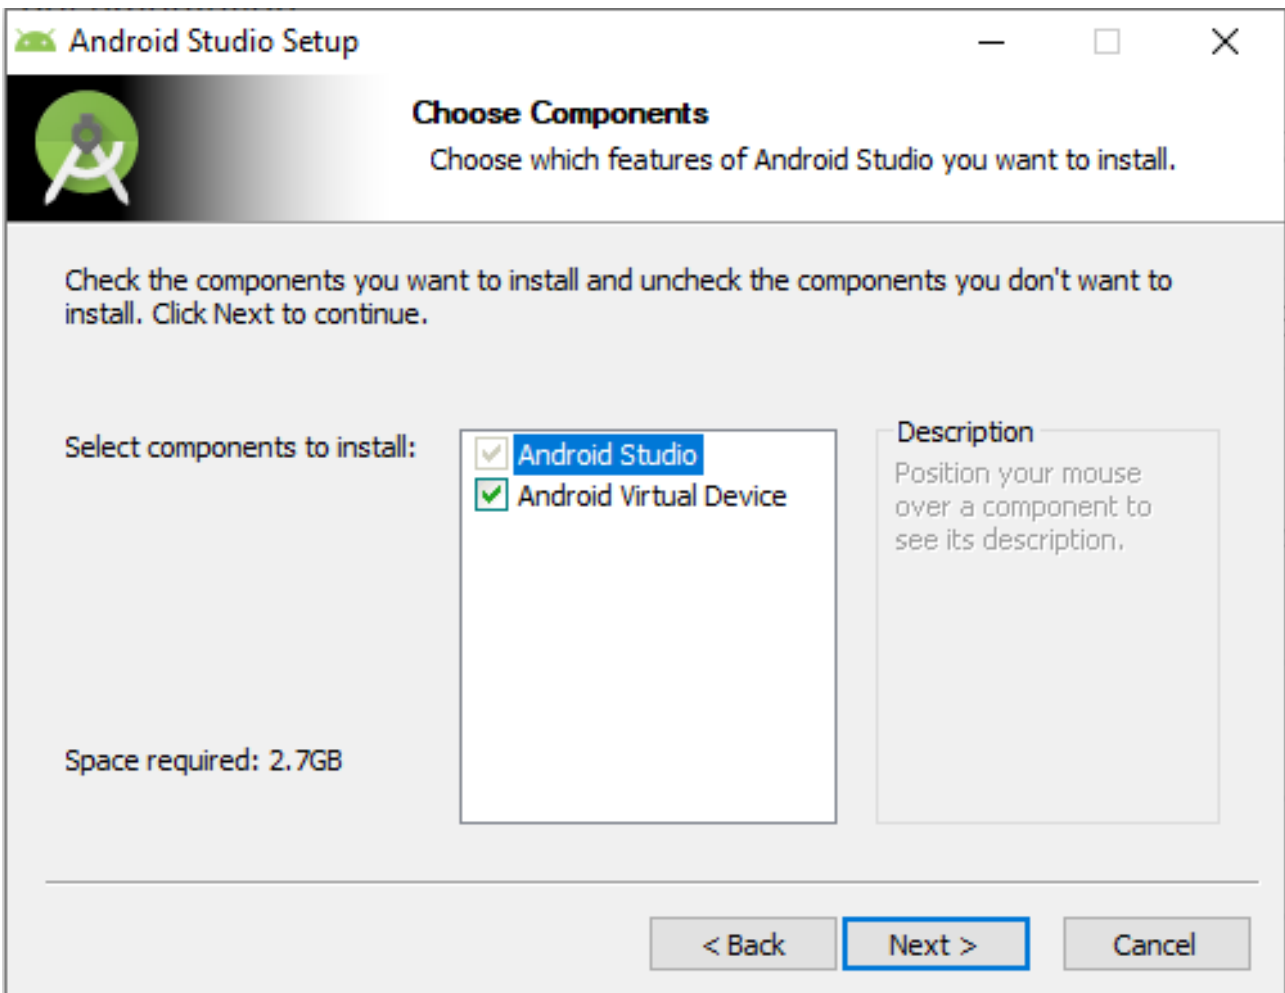 Android Studio Setup
Choose Components
Choose which features of Android Studio you want to install.
Check the components you want to install and uncheck the components you don't want to
install. Click Next to continue.
Select components to install:
Android Studio
Android Virtual Device
Description
Position your mouse
over a component to
see its description.
Space required: 2.7GB
< Back
Next >
Cancel